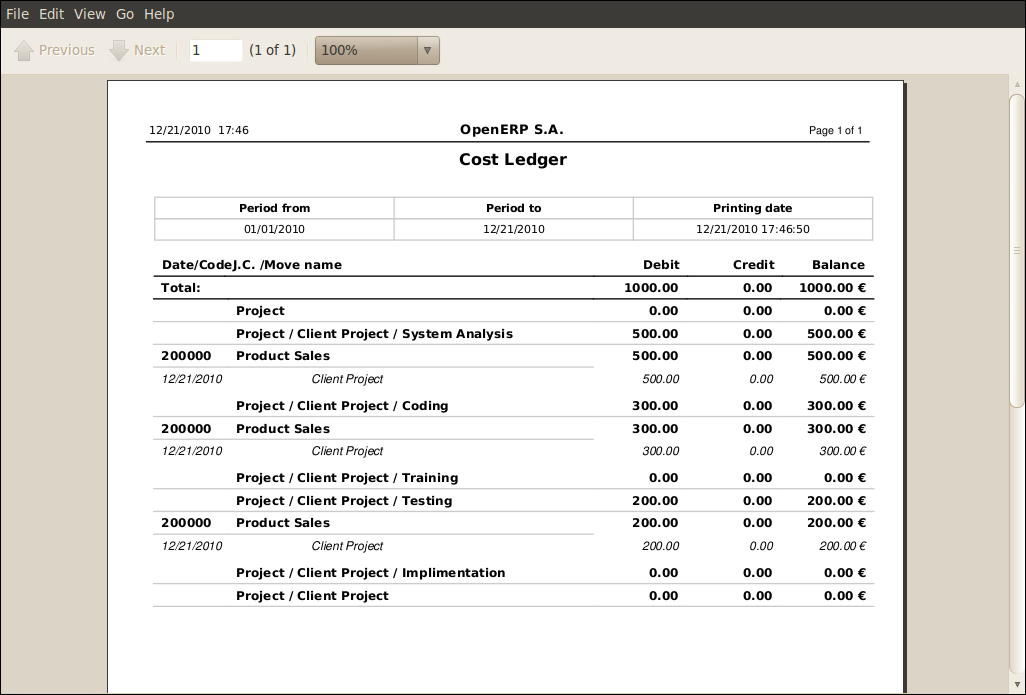 File Edit View Go Help
Previous Next 1 (1 of 1) 100%
12/21/2010 17:46 OpenERP S.A. Page 1 of 1
Cost Ledger
Period from Period to Printing date
01/01/2010 12/21/2010 12/21/2010 17:46:50
Date/CodeJ.C. /Move name Debit Credit Balance
Total: 1000.00 0.00 1000.00 €
Project 0.00 0.00 0.00 €
Project / Client Project / System Analysis 500.00 0.00 500.00 €
200000 Product Sales 500.00 0.00 500.00 €
12/21/2010 Client Project 500.00 0.00 500.00 €
Project / Client Project / Coding 300.00 0.00 300.00 €
200000 Product Sales 300.00 0.00 300.00 €
12/21/2010 Client Project 300.00 0.00 300.00 €
Project / Client Project / Training 0.00 0.00 0.00 €
Project / Client Project / Testing 200.00 0.00 200.00 €
200000 Product Sales 200.00 0.00 200.00 €
12/21/2010 Client Project 200.00 0.00 200.00 €
Project / Client Project / Implimentation 0.00 0.00 0.00 €
Project / Client Project 0.00 0.00 0.00 €